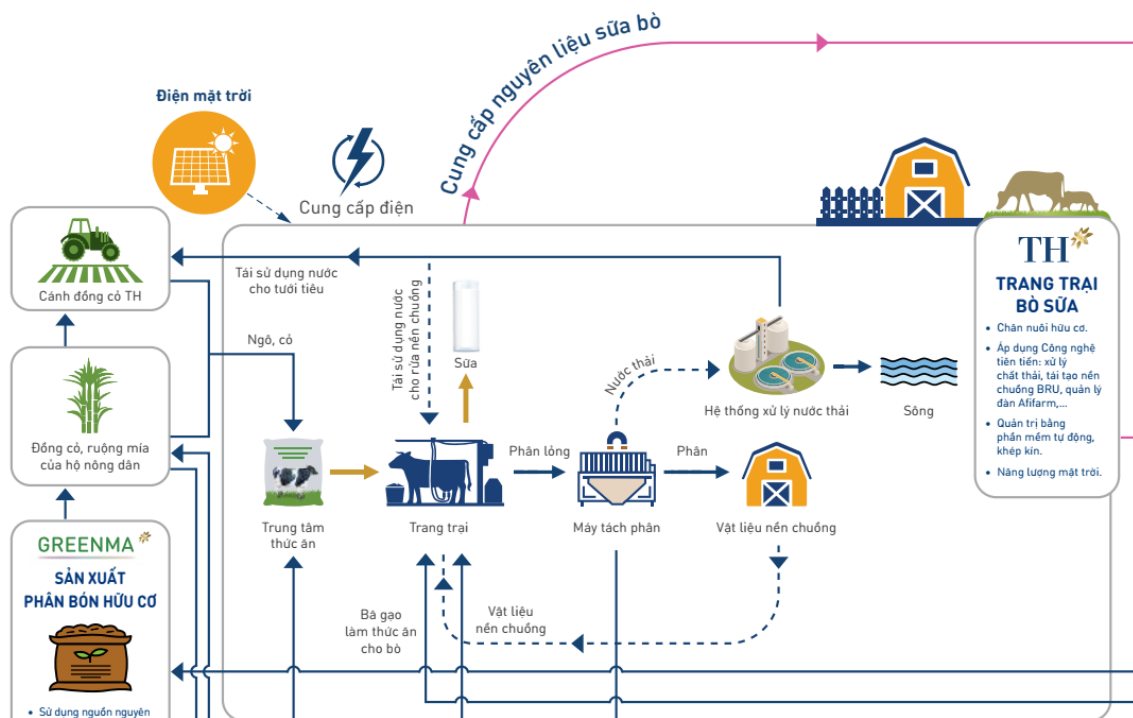 Cung cấp nguyên liệu sữa bò
Điện mặt trời
Cung cấp điện
Cánh đồng cỏ TH
Tái sử dụng nước
cho tưới tiêu
Tái sử dụng nước
cho rửa nền chuồng
Sữa
Ngô, cỏ
Nước thải
Hệ thống xử lý nước thải
Sông
TH
TRANG TRẠI
BÒ SỮA
• Chăn nuôi hữu cơ.
• Áp dụng Công nghệ
tiên tiến: xử lý
chất thải, tái tạo nền
chuồng BRU, quản lý
đàn Afifarm,...
• Quản trị bằng
phần mềm tự động,
khép kín.
• Năng lượng mặt trời.
Đồng cỏ, ruộng mía
của hộ nông dân
Phân lỏng
Phân
Trung tâm
thức ăn
Trang trại
Máy tách phân
Vật liệu nền chuồng
GREENMA
SẢN XUẤT
PHÂN BÓN HỮU CƠ
Bã gạo
làm thức ăn
cho bò
Vật liệu
nền chuồng
• Sử dụng nguồn nguyên